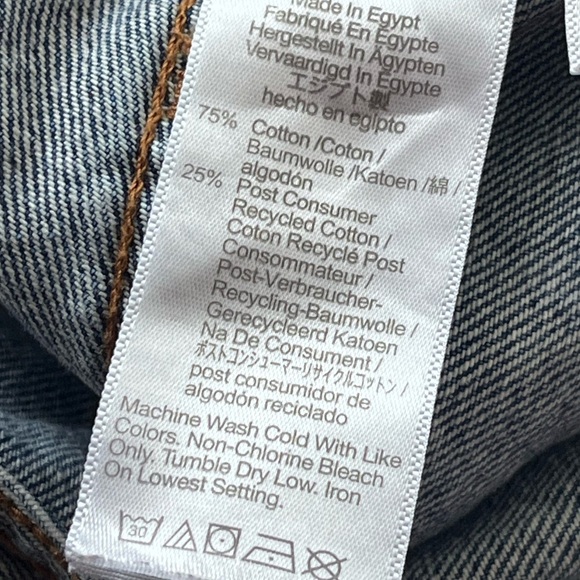 Made In Egypt
Fabriqué En Egypte
Hergestellt In Ägypten
Vervaardigd In Egypte
エジプト製
hecho en egipto
75% Cotton /Coton /
Baumwolle /Katoen /綿 /
algodón
25% Post Consumer
Recycled Cotton /
Coton Recyclé Post
Consommateur /
Post-Verbraucher-
Recycling-Baumwolle /
Gerecycleerd Katoen
Na De Consument /
ポストコンシューマーリサイクルコットン /
post consumidor de
algodón reciclado
Machine Wash Cold With Like
Colors. Non-Chlorine Bleach
Only. Tumble Dry Low. Iron
On Lowest Setting.
30